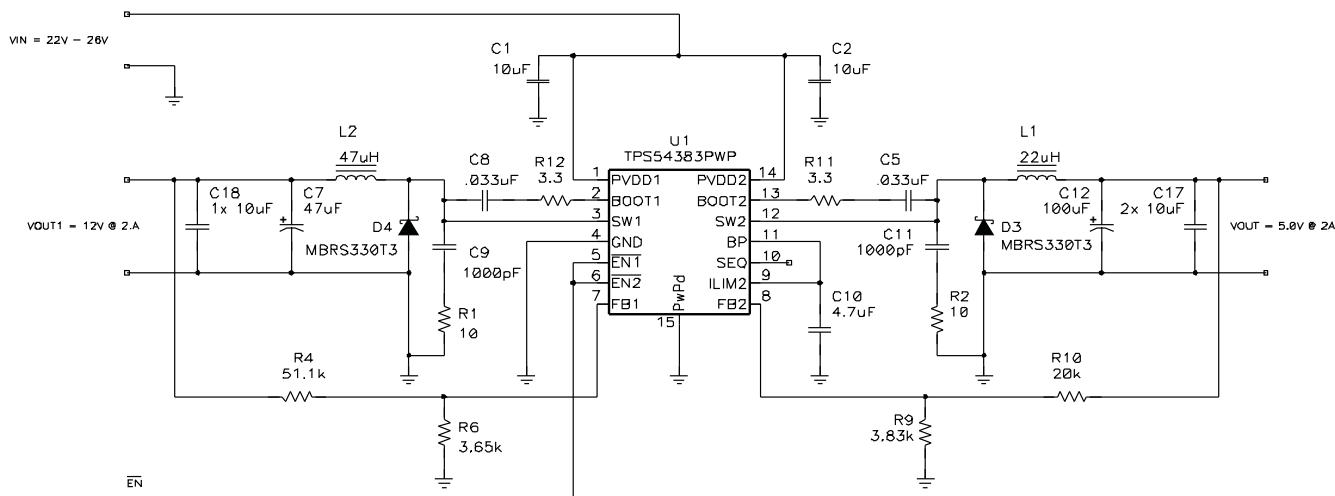 VIN = 22V - 26V
C1
10uF
C2
10uF
L2
47uH
L1
22uH
U1
TPS54383PWP
C8
.033uF
R12
3.3
R11
3.3
C5
.033uF
1 PVDD1
2 BOOT1
3 SW1
4 GND
5 EN1
6 EN2
7 FB1
PVDD2 14
BOOT2 13
SW2 12
BP 11
SEQ 10
ILIM2 9
FB2 8
PwPd
15
C18
1x 10uF
C7
47uF
D4
MBRS330T3
C9
1000pF
R1
10
VOUT1 = 12V @ 2.A
C11
1000pF
D3
MBRS330T3
C12
100uF
C17
2x 10uF
VOUT = 5.0V @ 2A
R2
10
C10
4.7uF
R4
51.1k
R10
20k
R6
3.65k
R9
3.83k
EN